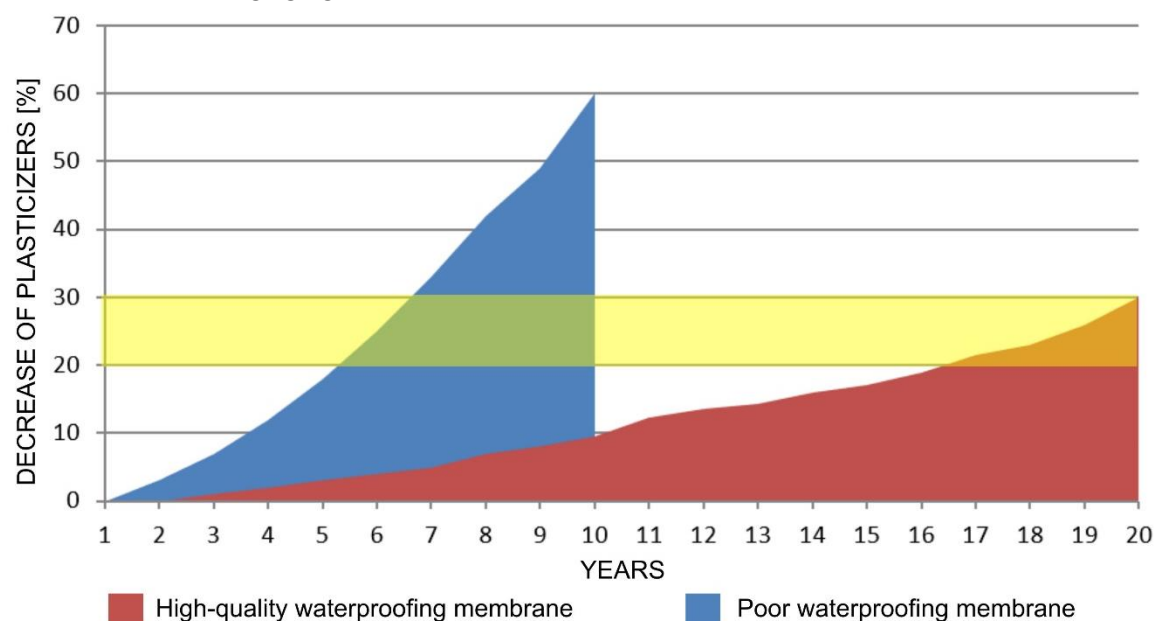 DECREASE OF PLASTICIZERS [%]
70
60
50
40
30
20
10
0
1 2 3 4 5 6 7 8 9 10 11 12 13 14 15 16 17 18 19 20
YEARS
High-quality waterproofing membrane Poor waterproofing membrane